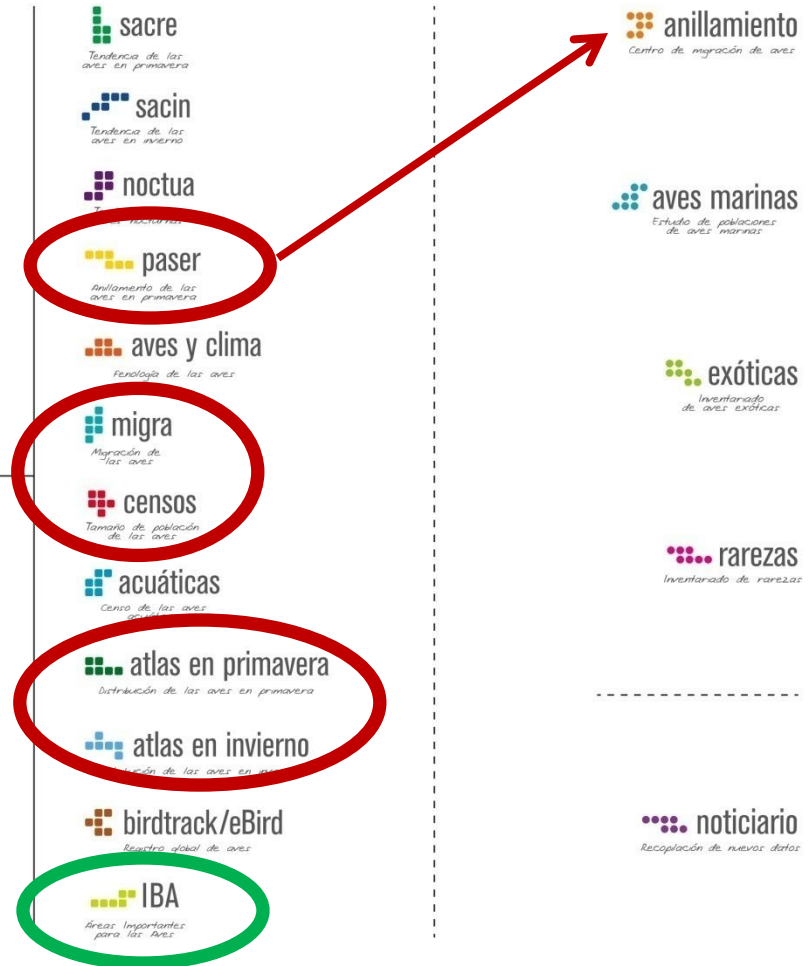 sacre
Tendencia de las
aves en primavera
sacin
Tendencia de las
aves en invierno
noctua
paser
Anillamento de las
aves en primavera
aves y clima
Fenología de las aves
migra
Migración de
las aves
censos
Tamaño de población
de las aves
acuáticas
Censo de las aves
atlas en primavera
Distribución de las aves en primavera
atlas en invierno
de las aves en
birdtrack/eBird
Registro global de aves
IBA
Áreas Importantes
para las Aves
anillamiento
Centro de migración de aves
aves marinas
Estudio de poblaciones
de aves marinas
exóticas
Inventariado
de aves exóticas
rarezas
Inventariado de rarezas
noticiario
Recopilación de nuevos datos